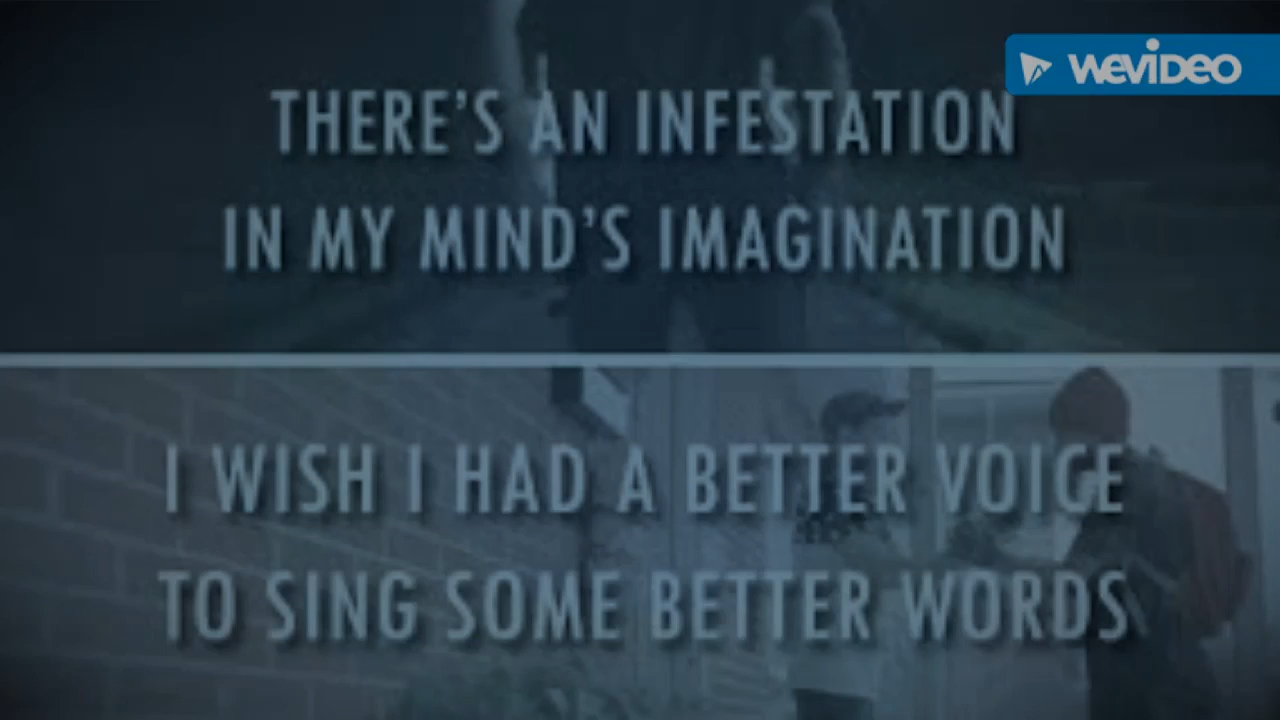 WEVIDEO
THERE'S AN INFESTATION
IN MY MIND'S IMAGINATION
I WISH I HAD A BETTER VOICE
TO SING SOME BETTER WORDS